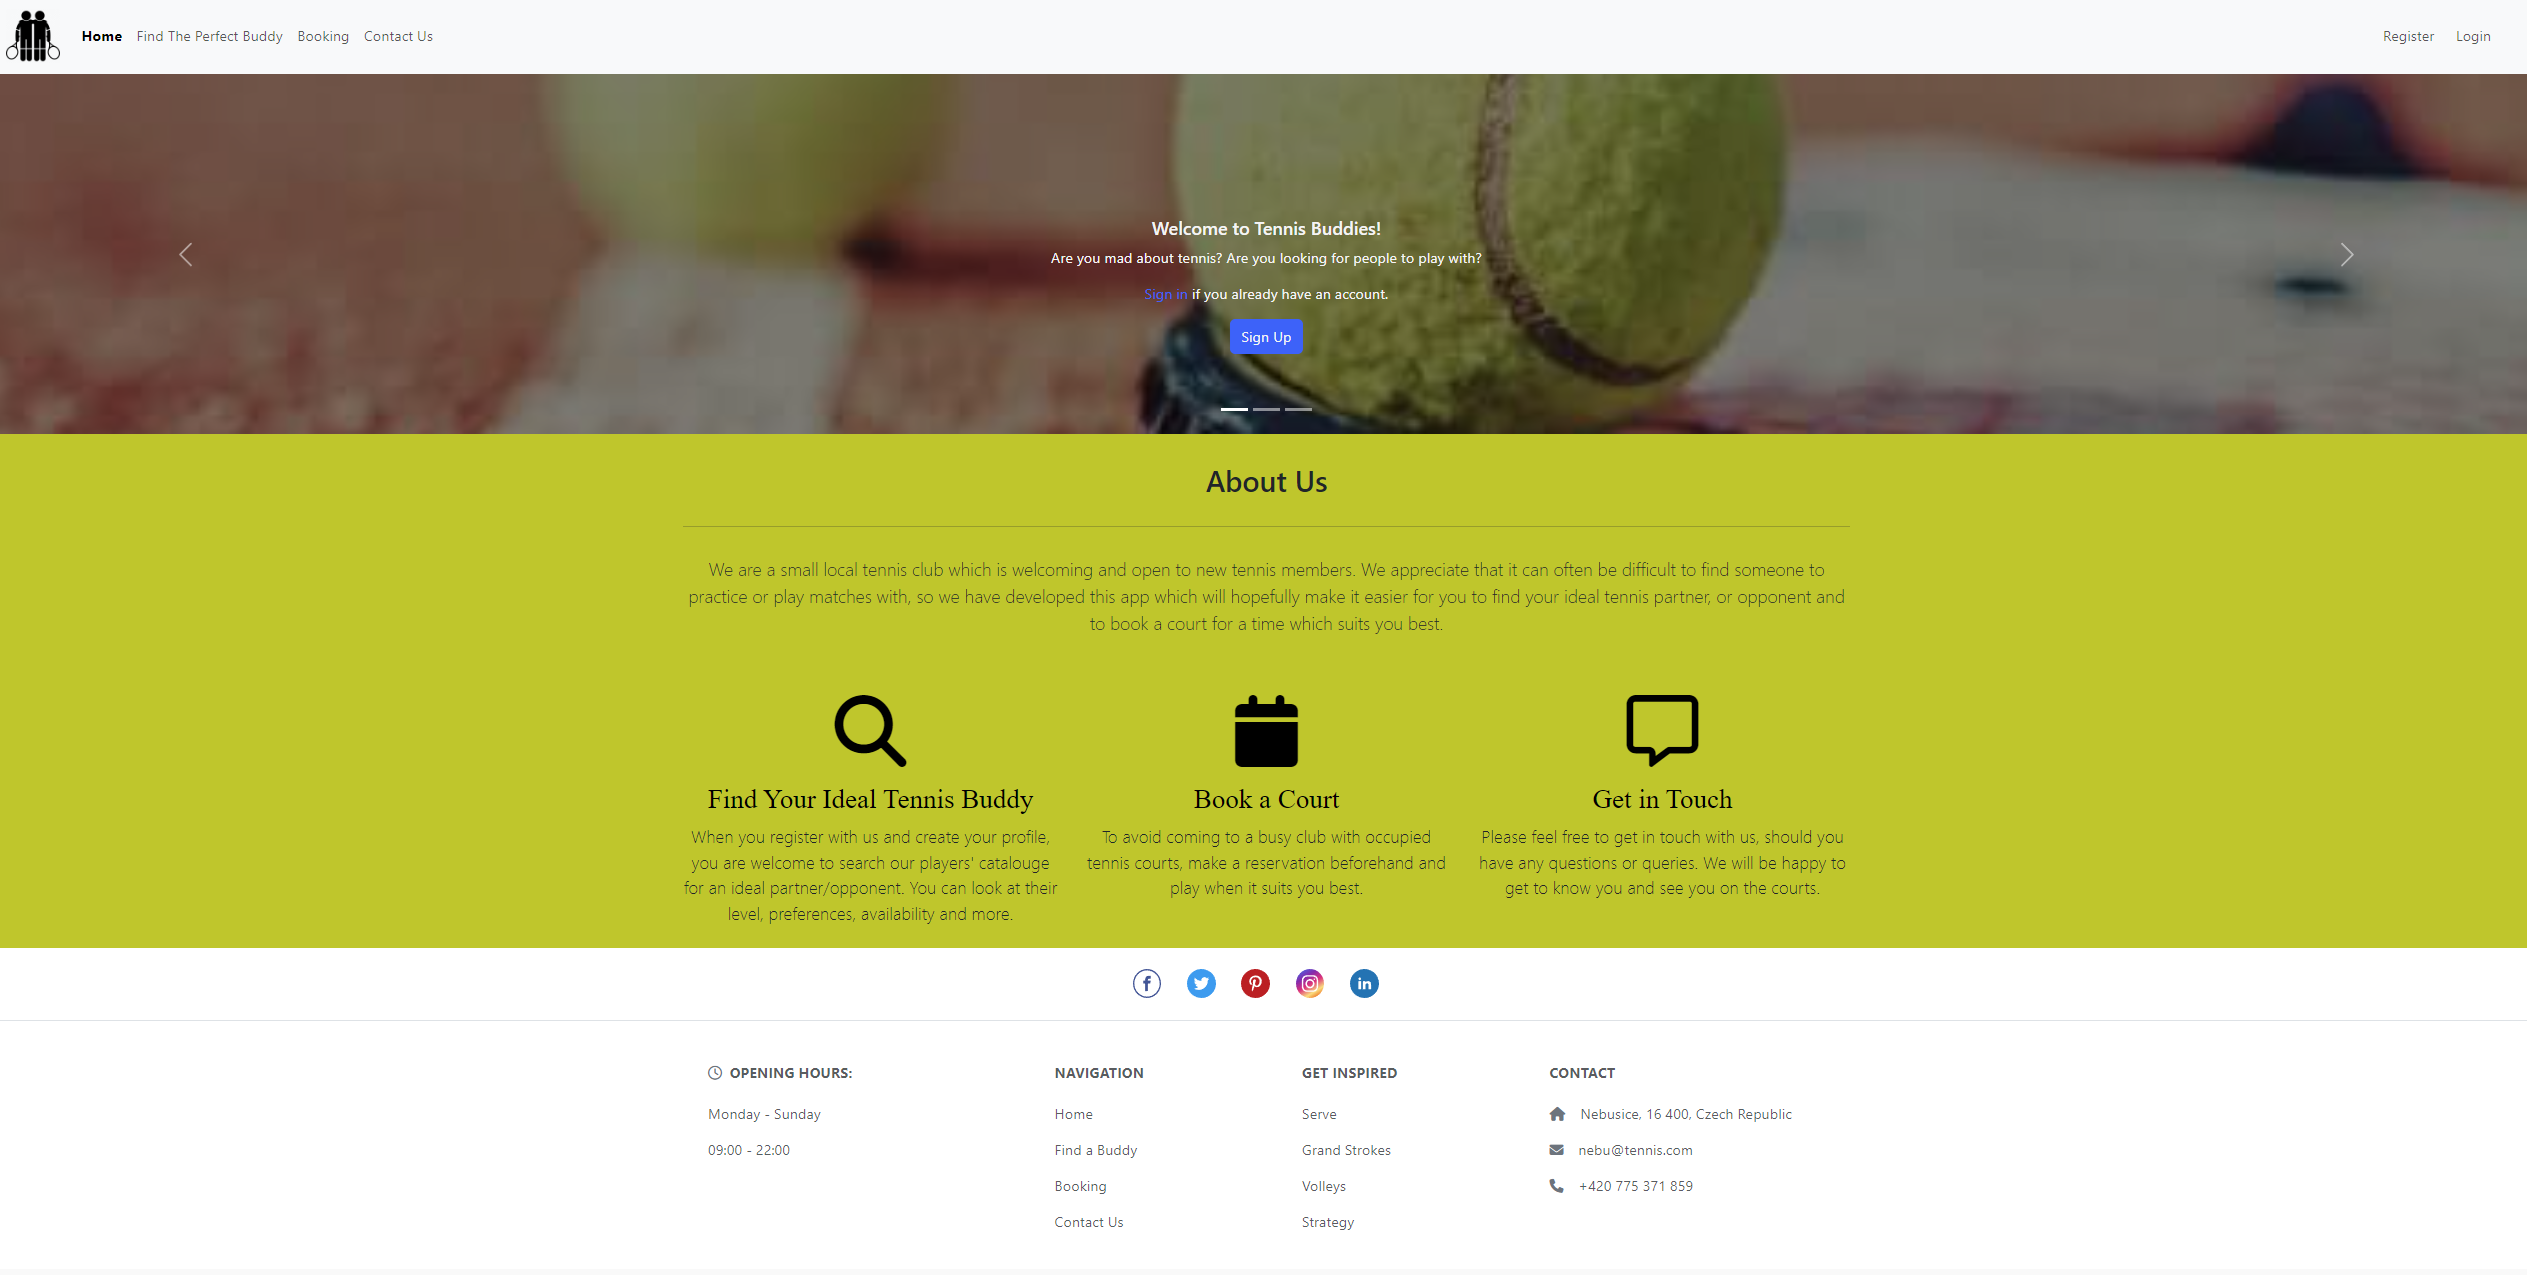 Home Find The Perfect Buddy Booking Contact Us Register Login
Welcome to Tennis Buddies!
Are you mad about tennis? Are you looking for people to play with?
Sign in if you already have an account.
Sign Up
About Us
We are a small local tennis club which is welcoming and open to new tennis members. We appreciate that it can often be difficult to find someone to
practice or play matches with, so we have developed this app which will hopefully make it easier for you to find your ideal tennis partner, or opponent and
to book a court for a time which suits you best.
Find Your Ideal Tennis Buddy
When you register with us and create your profile,
you are welcome to search our players' catalouge
for an ideal partner/opponent. You can look at their
level, preferences, availability and more.
Book a Court
To avoid coming to a busy club with occupied
tennis courts, make a reservation beforehand and
play when it suits you best.
Get in Touch
Please feel free to get in touch with us, should you
have any questions or queries. We will be happy to
get to know you and see you on the courts.
OPENING HOURS:
Monday - Sunday
09:00 - 22:00
NAVIGATION
Home
Find a Buddy
Booking
Contact Us
GET INSPIRED
Serve
Grand Strokes
Volleys
Strategy
CONTACT
Nebusice, 16 400, Czech Republic
nebu@tennis.com
+420 775 371 859